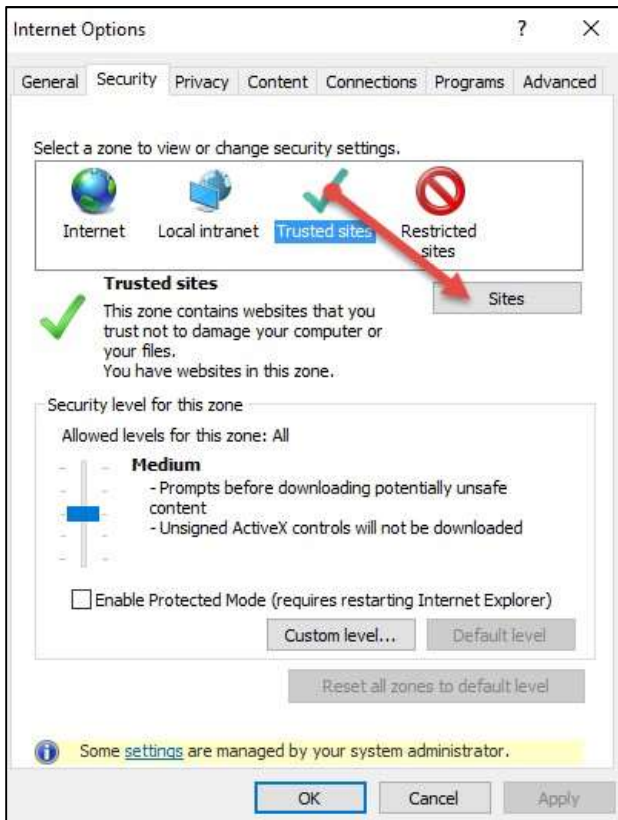 Internet Options
?
General Security Privacy Content Connections Programs Advanced
Select a zone to view or change security settings.
Internet
Local intranet
Trusted sites
Restricted
sites
Trusted sites
This zone contains websites that you
trust not to damage your computer or
your files.
You have websites in this zone.
Sites
Security level for this zone
Allowed levels for this zone: All
Medium
- Prompts before downloading potentially unsafe
content
- Unsigned ActiveX controls will not be downloaded
Enable Protected Mode (requires restarting Internet Explorer)
Custom level...
Default level
Reset all zones to default level
Some settings are managed by your system administrator.
OK
Cancel
Apply